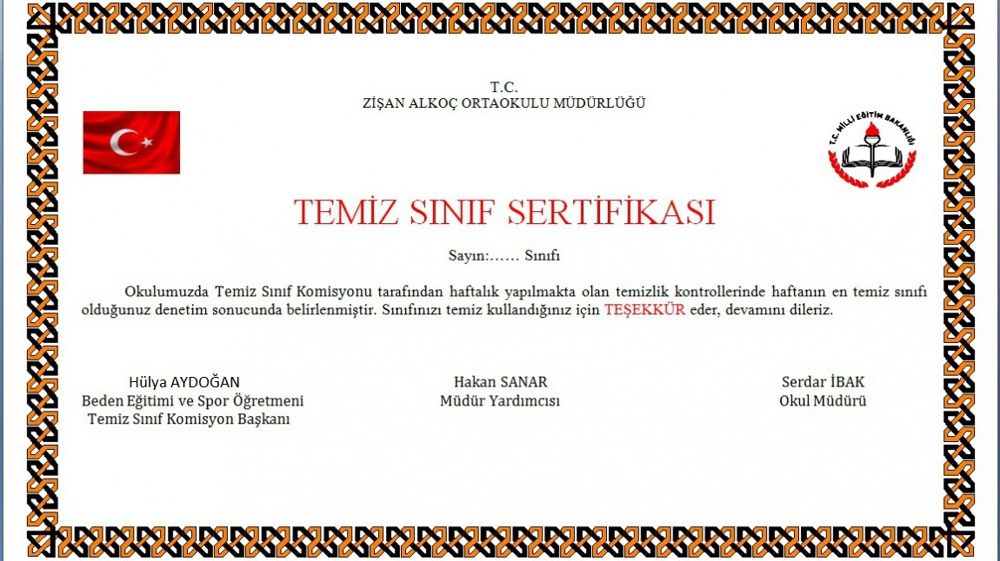 T.C.
ZİŞAN ALKOÇ ORTAOKULU MÜDÜRLÜĞÜ
T.C. MİLLİ EĞİTİM BAKANLIĞI
TEMİZ SINIF SERTİFİKASI
Sayın:...... Sınıfı
Okulumuzda Temiz Sınıf Komisyonu tarafından haftalık yapılmakta olan temizlik kontrollerinde haftanın en temiz sınıfı
olduğunuz denetim sonucunda belirlenmiştir. Sınıfınızı temiz kullandığınız için TEŞEKKÜR eder, devamını dileriz.
Hülya AYDOĞAN
Beden Eğitimi ve Spor Öğretmeni
Temiz Sınıf Komisyon Başkanı
Hakan SANAR
Müdür Yardımcısı
Serdar İBAK
Okul Müdürü